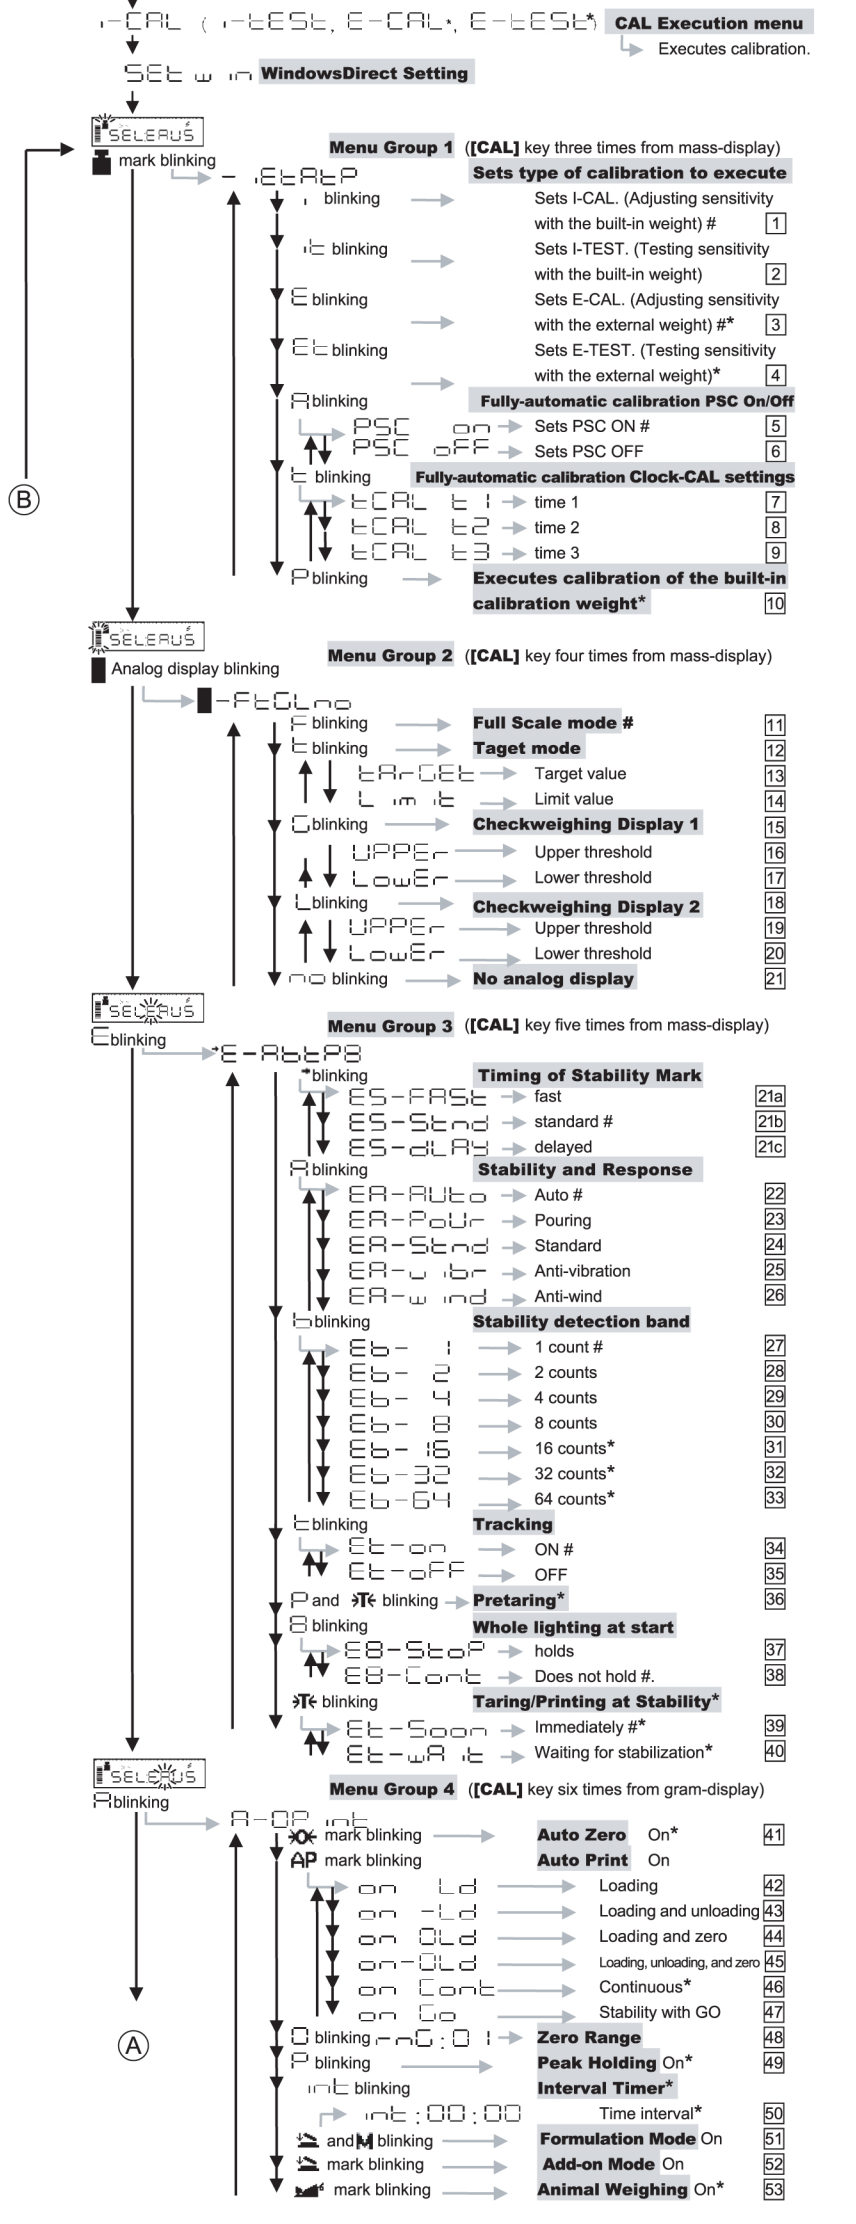 i-CAL ( i-tESt, E-CAL*, E-tESt*) CAL Execution menu
Executes calibration.
SEt win WindowsDirect Setting
SELEAUS
Menu Group 1 ([CAL] key three times from mass-display)
mark blinking
- iEtAtP Sets type of calibration to execute
i blinking Sets I-CAL. (Adjusting sensitivity
with the built-in weight) # 1
it blinking Sets I-TEST. (Testing sensitivity
with the built-in weight) 2
E blinking Sets E-CAL. (Adjusting sensitivity
with the external weight) #* 3
Et blinking Sets E-TEST. (Testing sensitivity
with the external weight)* 4
A blinking Fully-automatic calibration PSC On/Off
PSC on Sets PSC ON # 5
PSC oFF Sets PSC OFF 6
B
t blinking Fully-automatic calibration Clock-CAL settings
tCAL t1 time 1 7
tCAL t2 time 2 8
tCAL t3 time 3 9
P blinking Executes calibration of the built-in
calibration weight* 10
SELEAUS
Menu Group 2 ([CAL] key four times from mass-display)
Analog display blinking
-FtGLno
F blinking Full Scale mode # 11
t blinking Taget mode 12
tArGEt Target value 13
Limit Limit value 14
G blinking Checkweighing Display 1 15
UPPEr Upper threshold 16
LowEr Lower threshold 17
L blinking Checkweighing Display 2 18
UPPEr Upper threshold 19
LowEr Lower threshold 20
no blinking No analog display 21
SELEAUS
Menu Group 3 ([CAL] key five times from mass-display)
E blinking
E-AbtP8
blinking Timing of Stability Mark
ES-FASt fast 21a
ES-Stnd standard # 21b
ES-dLAY delayed 21c
A blinking Stability and Response
EA-AUto Auto # 22
EA-PoUr Pouring 23
EA-Stnd Standard 24
EA-vibr Anti-vibration 25
EA-wind Anti-wind 26
b blinking Stability detection band
Eb- 1 1 count # 27
Eb- 2 2 counts 28
Eb- 4 4 counts 29
Eb- 8 8 counts 30
Eb- 16 16 counts* 31
Eb-32 32 counts* 32
Eb-64 64 counts* 33
t blinking Tracking
Et-on ON # 34
Et-oFF OFF 35
P and T blinking Pretaring* 36
8 blinking Whole lighting at start
E8-StoP holds 37
E8-Cont Does not hold #. 38
T blinking Taring/Printing at Stability*
Et-Soon Immediately #* 39
Et-wAit Waiting for stabilization* 40
SELEAUS
Menu Group 4 ([CAL] key six times from gram-display)
A blinking
A-OPint
mark blinking Auto Zero On* 41
AP mark blinking Auto Print On
on Ld Loading 42
on -Ld Loading and unloading 43
on 0Ld Loading and zero 44
on-0Ld Loading, unloading, and zero 45
on Cont Continuous* 46
on Go Stability with GO 47
A
0 blinking rnG:01 Zero Range 48
P blinking Peak Holding On* 49
int blinking Interval Timer*
int:00:00 Time interval* 50
and M blinking Formulation Mode On 51
mark blinking Add-on Mode On 52
mark blinking Animal Weighing On* 53